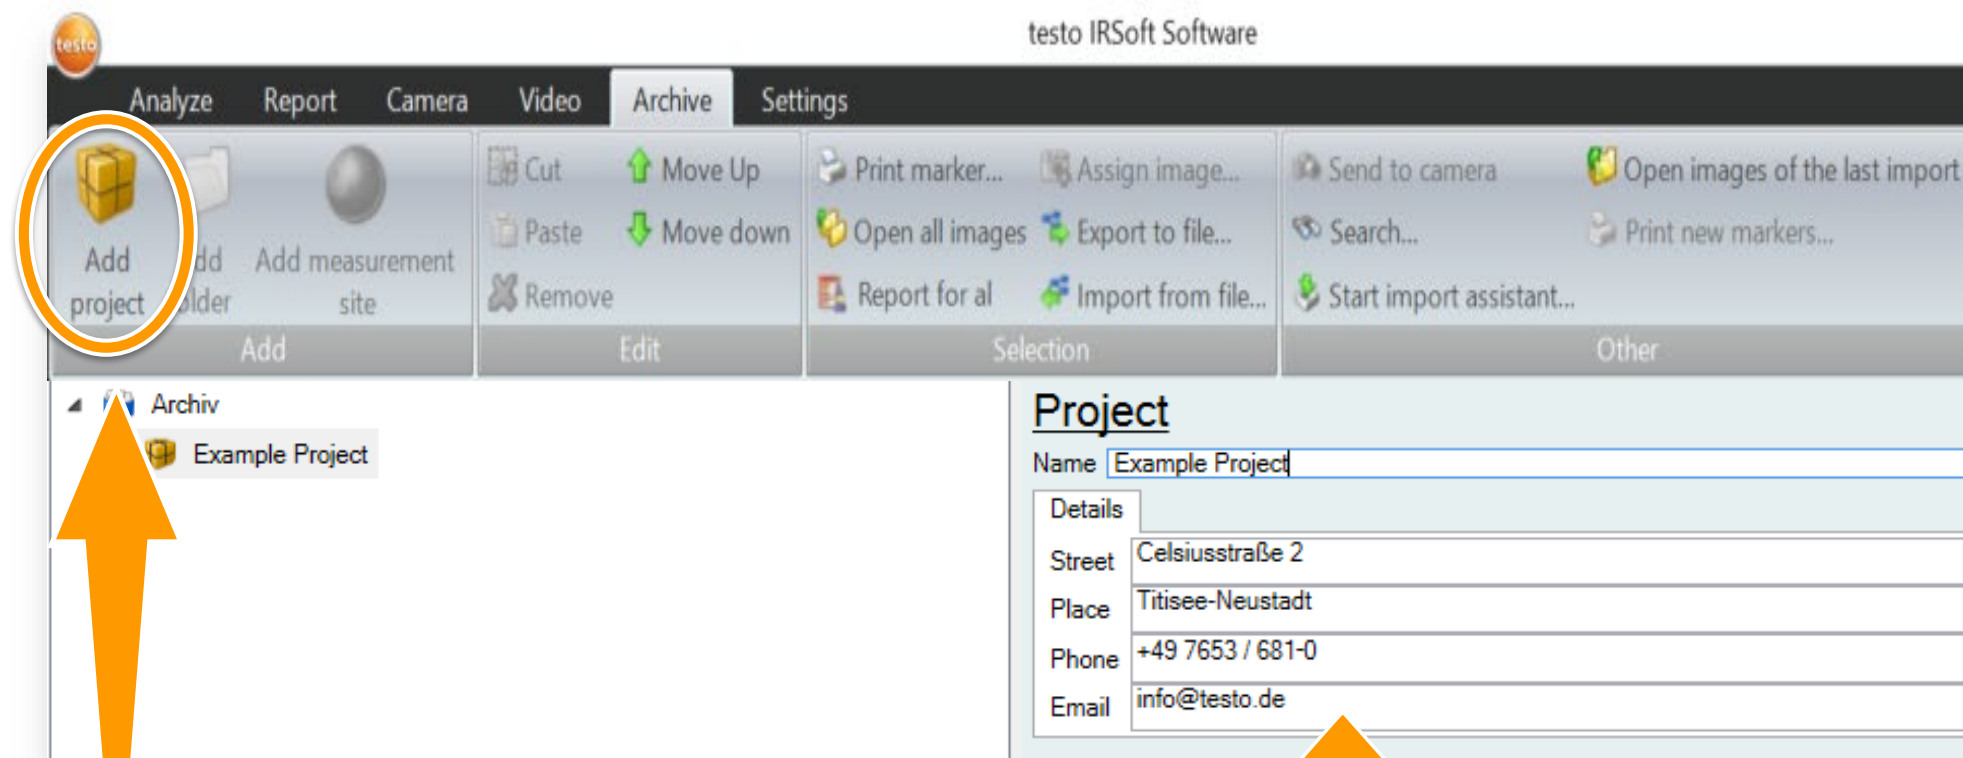 testo IRSoft Software
testo
Analyze Report Camera Video Archive Settings
Cut Move Up Print marker... Assign image... Send to camera Open images of the last import
Paste Move down Open all images Export to file... Search... Print new markers...
Add project
Add measurement site
Remove Report for al Import from file... Start import assistant...
Add Edit Selection Other
Archiv
Example Project
Project
Name Example Project
Details
Street Celsiusstraße 2
Place Titisee-Neustadt
Phone +49 7653 / 681-0
Email info@testo.de